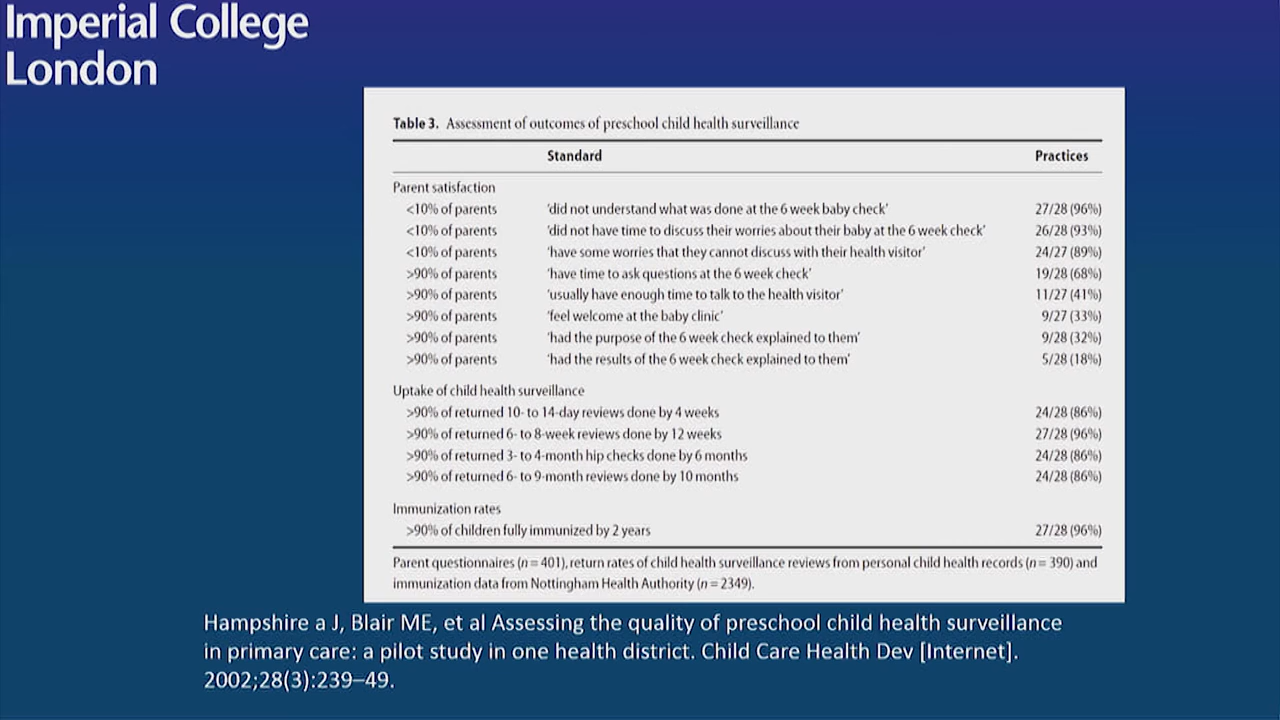 Imperial College
London
Table 3. Assessment of outcomes of preschool child health surveillance
Standard Practices
Parent satisfaction
<10% of parents 'did not understand what was done at the 6 week baby check' 27/28 (96%)
<10% of parents 'did not have time to discuss their worries about their baby at the 6 week check' 26/28 (93%)
<10% of parents 'have some worries that they cannot discuss with their health visitor' 24/27 (89%)
>90% of parents 'have time to ask questions at the 6 week check' 19/28 (68%)
>90% of parents 'usually have enough time to talk to the health visitor' 11/27 (41%)
>90% of parents 'feel welcome at the baby clinic' 9/27 (33%)
>90% of parents 'had the purpose of the 6 week check explained to them' 9/28 (32%)
>90% of parents 'had the results of the 6 week check explained to them' 5/28 (18%)
Uptake of child health surveillance
>90% of returned 10- to 14-day reviews done by 4 weeks 24/28 (86%)
>90% of returned 6- to 8-week reviews done by 12 weeks 27/28 (96%)
>90% of returned 3- to 4-month hip checks done by 6 months 24/28 (86%)
>90% of returned 6- to 9-month reviews done by 10 months 24/28 (86%)
Immunization rates
>90% of children fully immunized by 2 years 27/28 (96%)
Parent questionnaires (n = 401), return rates of child health surveillance reviews from personal child health records (n = 390) and
immunization data from Nottingham Health Authority (n = 2349).
Hampshire a J, Blair ME, et al Assessing the quality of preschool child health surveillance
in primary care: a pilot study in one health district. Child Care Health Dev [Internet].
2002;28(3):239–49.